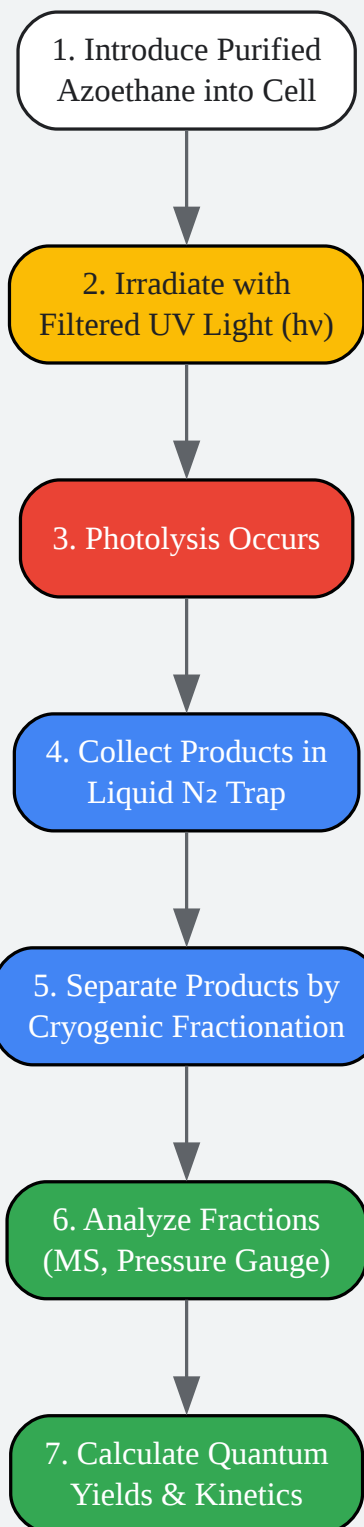 1. Introduce Purified
Azoethane into Cell
2. Irradiate with
Filtered UV Light (hν)
3. Photolysis Occurs
4. Collect Products in
Liquid N₂ Trap
5. Separate Products by
Cryogenic Fractionation
6. Analyze Fractions
(MS, Pressure Gauge)
7. Calculate Quantum
Yields & Kinetics